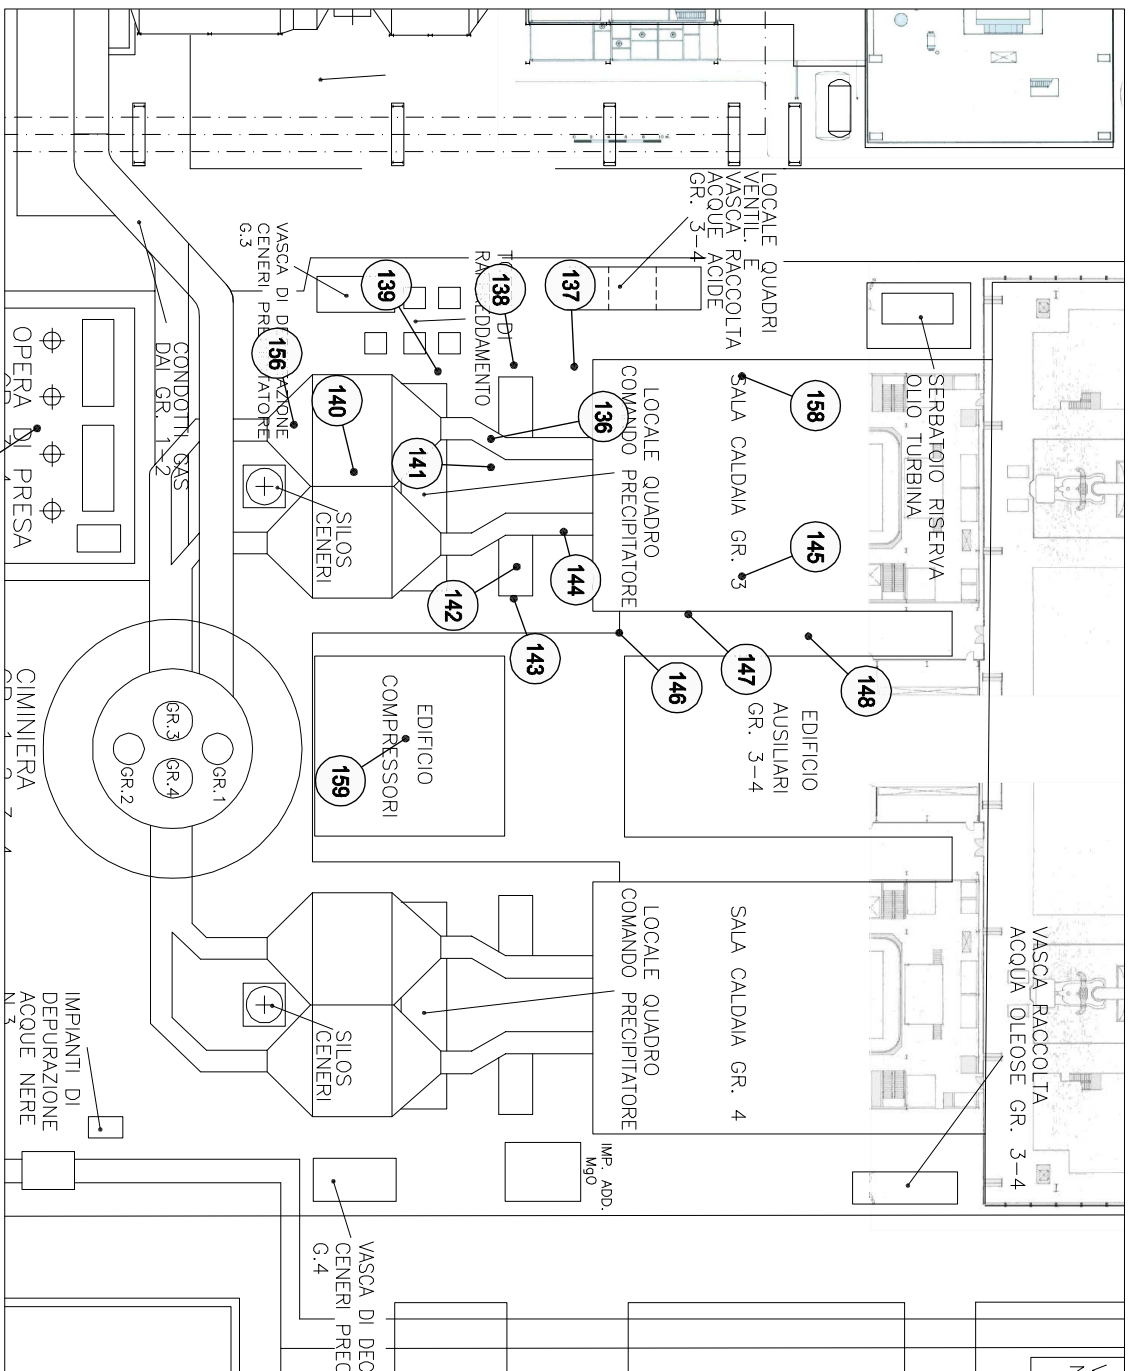 LOCALE QUADRI
VENTIL. E
VASCA RACCOLTA
ACQUE ACIDE
GR. 3-4
SERBATOIO RISERVA
OLIO TURBINA
VASCA DI
CENERI
G.3
DI
139
138
137
156
140
141
136
158
145
144
142
143
147
146
148
159
CONDOTTI GAS
DAI GR. 1-2
OPERA DI PRESA
SILOS
CENERI
LOCALE QUADRO
COMANDO PRECIPITATORE
SALA CALDAIA GR. 3
EDIFICIO
COMPRESSORI
EDIFICIO
AUSILIARI
GR. 3-4
CIMINIERA
GR.3
GR.1
GR.4
GR.2
SILOS
CENERI
LOCALE QUADRO
COMANDO PRECIPITATORE
SALA CALDAIA GR. 4
VASCA RACCOLTA
ACQUA OLEOSE GR. 3-4
IMPIANTI DI
DEPURAZIONE
ACQUE NERE
IMP. ADD.
MgO
VASCA DI DEC
CENERI PREC
G.4